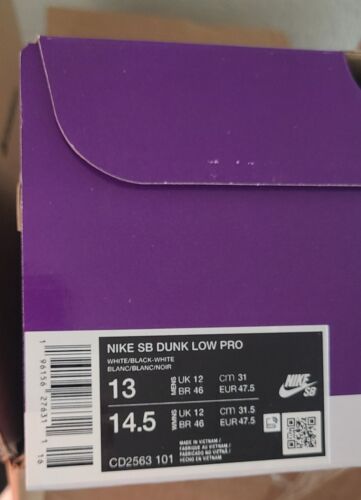 NIKE SB DUNK LOW PRO
WHITE/BLACK-WHITE
BLANC/BLANC/NOIR
13 MENS UK 12 cm 31
BR 46 EUR 47.5
14.5 WMNS UK 12 cm 31.5
BR 46 EUR 47.5
MADE IN VIETNAM /
FABRIQUÉ AU VIETNAM /
FABRICADO EN VIETNAM
CD2563 101
NIKE SB